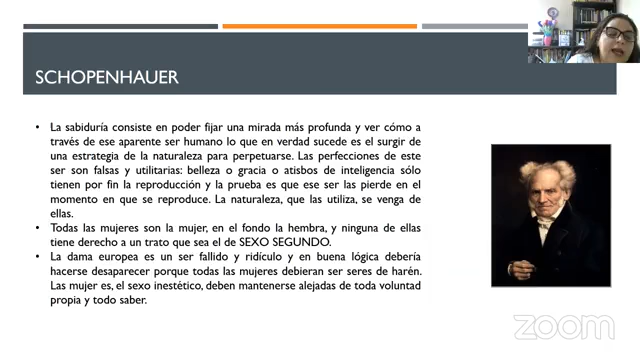 SCHOPENHAUER
• La sabiduría consiste en poder fijar una mirada más profunda y ver cómo a
través de ese aparente ser humano lo que en verdad sucede es el surgir de
una estrategia de la naturaleza para perpetuarse. Las perfecciones de este
ser son falsas y utilitarias: belleza o gracia o atisbos de inteligencia sólo
tienen por fin la reproducción y la prueba es que ese ser las pierde en el
momento en que se reproduce. La naturaleza, que las utiliza, se venga de
ellas.
• Todas las mujeres son la mujer, en el fondo la hembra, y ninguna de ellas
tiene derecho a un trato que sea el de SEXO SEGUNDO.
• La dama europea es un ser fallido y ridículo y en buena lógica debería
hacerse desaparecer porque todas las mujeres debieran ser seres de harén.
Las mujer es, el sexo inestético, deben mantenerse alejadas de toda voluntad
propia y todo saber.
zoom